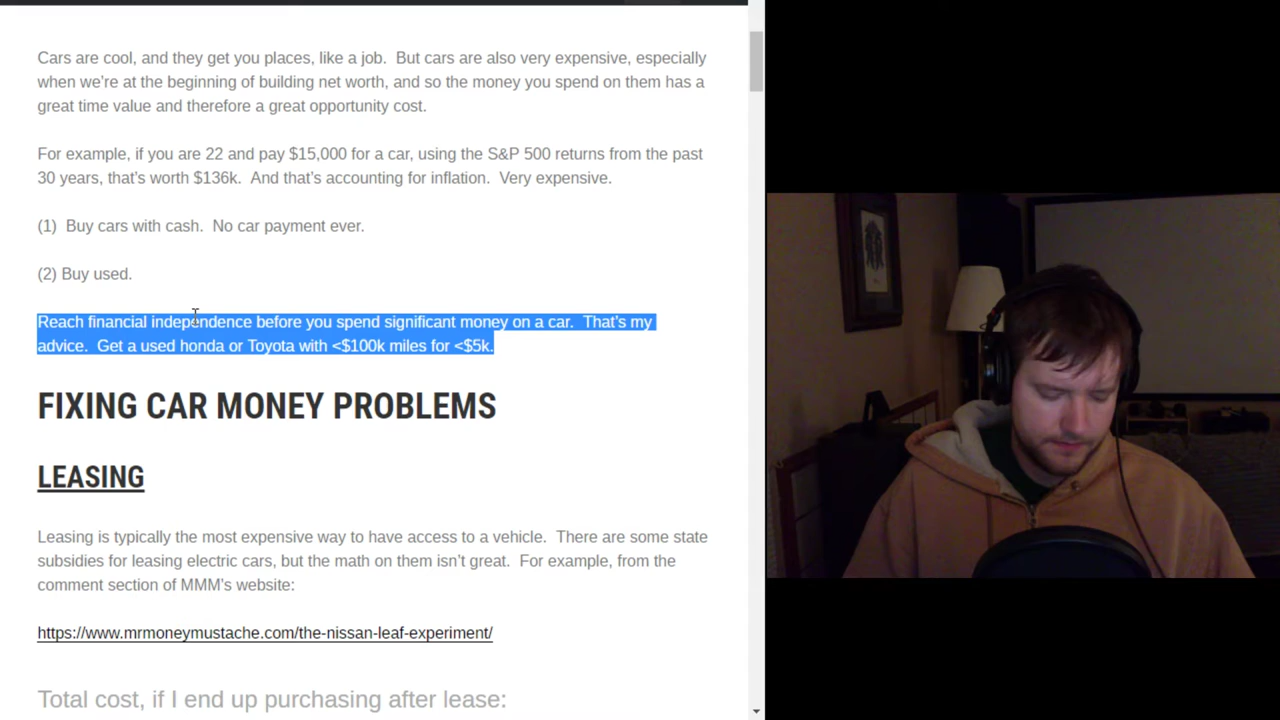 Cars are cool, and they get you places, like a job.  But cars are also very expensive, especially
when we’re at the beginning of building net worth, and so the money you spend on them has a
great time value and therefore a great opportunity cost.
For example, if you are 22 and pay $15,000 for a car, using the S&P 500 returns from the past
30 years, that’s worth $136k.  And that’s accounting for inflation.  Very expensive.
(1)  Buy cars with cash.  No car payment ever.
(2) Buy used.
Reach financial independence before you spend significant money on a car.  That’s my
advice.  Get a used honda or Toyota with <$100k miles for <$5k.
FIXING CAR MONEY PROBLEMS
LEASING
Leasing is typically the most expensive way to have access to a vehicle.  There are some state
subsidies for leasing electric cars, but the math on them isn’t great.  For example, from the
comment section of MMM’s website:
https://www.mrmoneymustache.com/the-nissan-leaf-experiment/
Total cost, if I end up purchasing after lease: